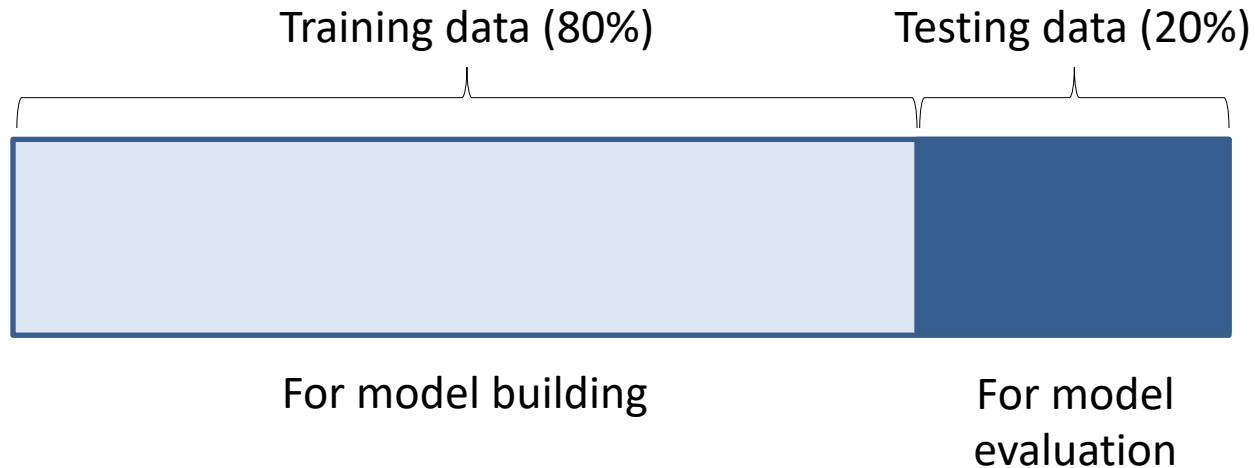 Training data (80%)
Testing data (20%)
For model building
For model
evaluation